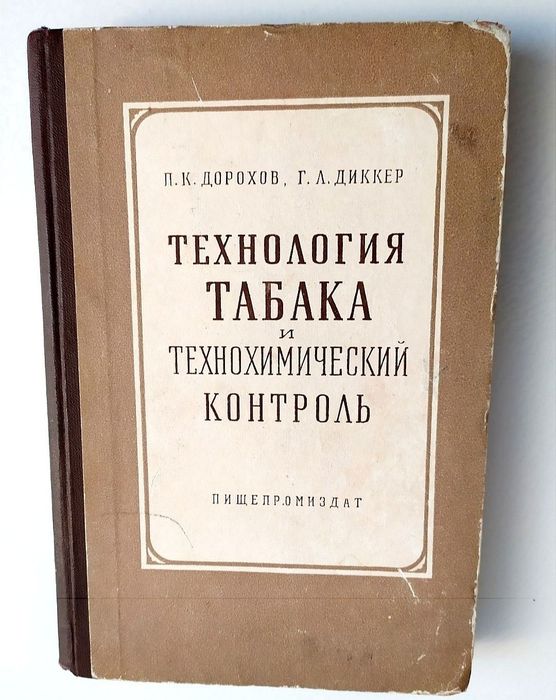 П.К.ДОРОХОВ, Г.Л.ДИККЕР
ТЕХНОЛОГИЯ
ТАБАКА
И
ТЕХНОХИМИЧЕСКИЙ
КОНТРОЛЬ
ПИЩЕПРОМИЗДАТ